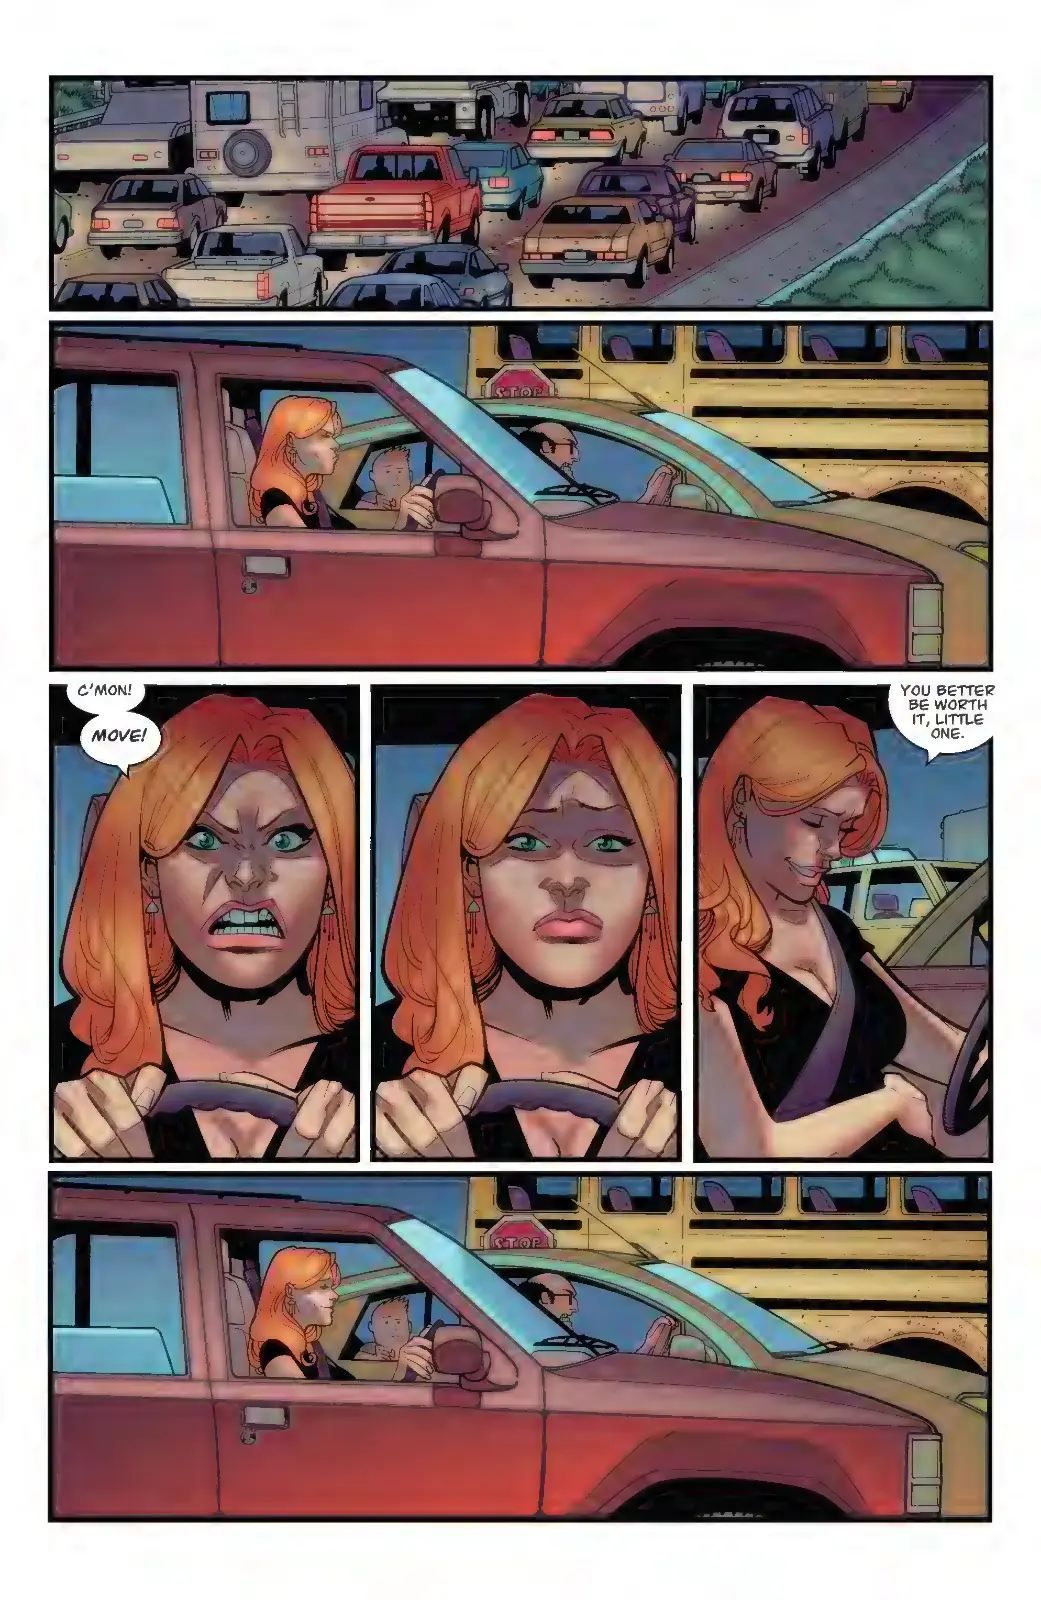 STOP
C'MON!
MOVE!
YOU BETTER
BE WORTH
IT, LITTLE
ONE.
STOP